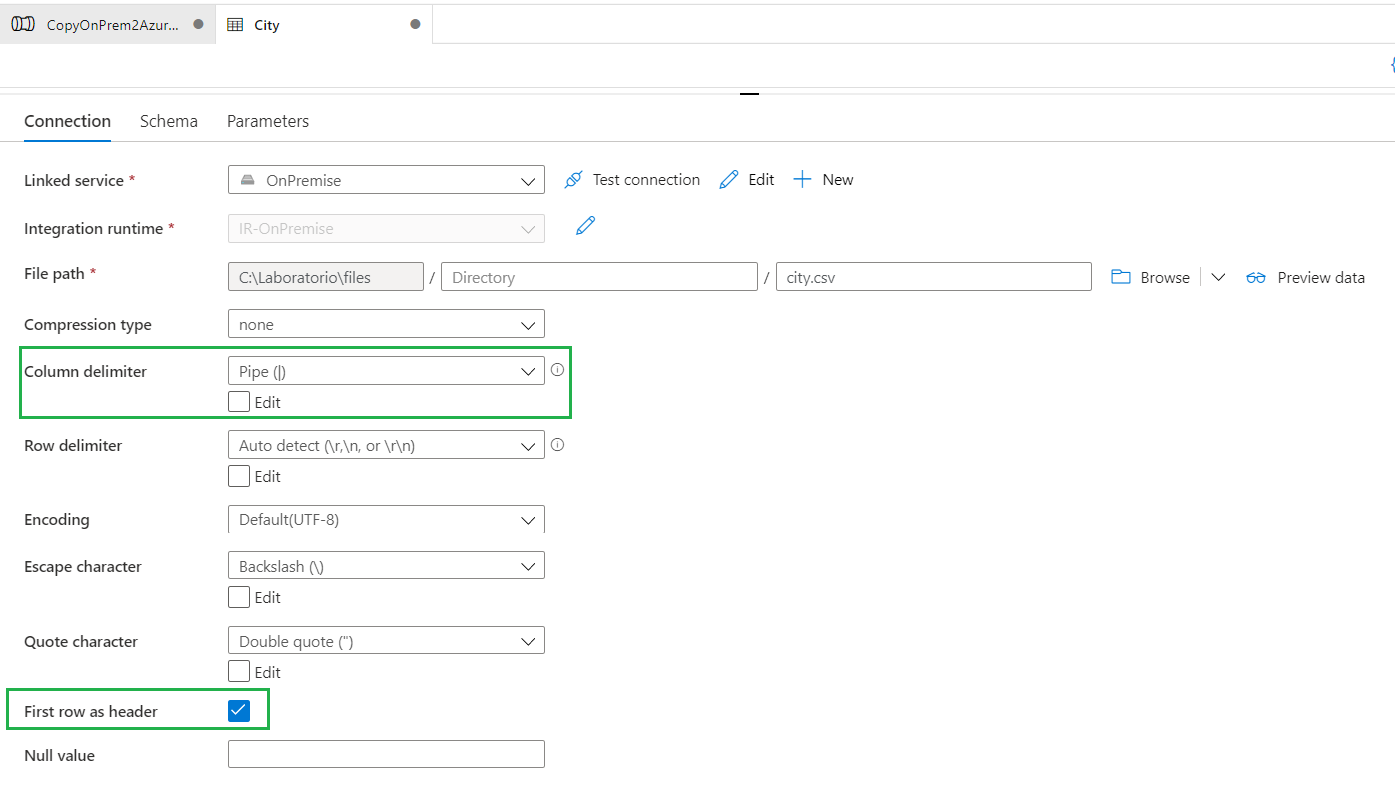 CopyOnPrem2Azur...
City
Connection Schema Parameters
Linked service * OnPremise Test connection Edit New
Integration runtime * IR-OnPremise
File path * C:\Laboratorio\files / Directory / city.csv Browse Preview data
Compression type none
Column delimiter Pipe (|)
Edit
Row delimiter Auto detect (\r,\n, or \r\n)
Edit
Encoding Default(UTF-8)
Escape character Backslash (\)
Edit
Quote character Double quote (")
Edit
First row as header
Null value